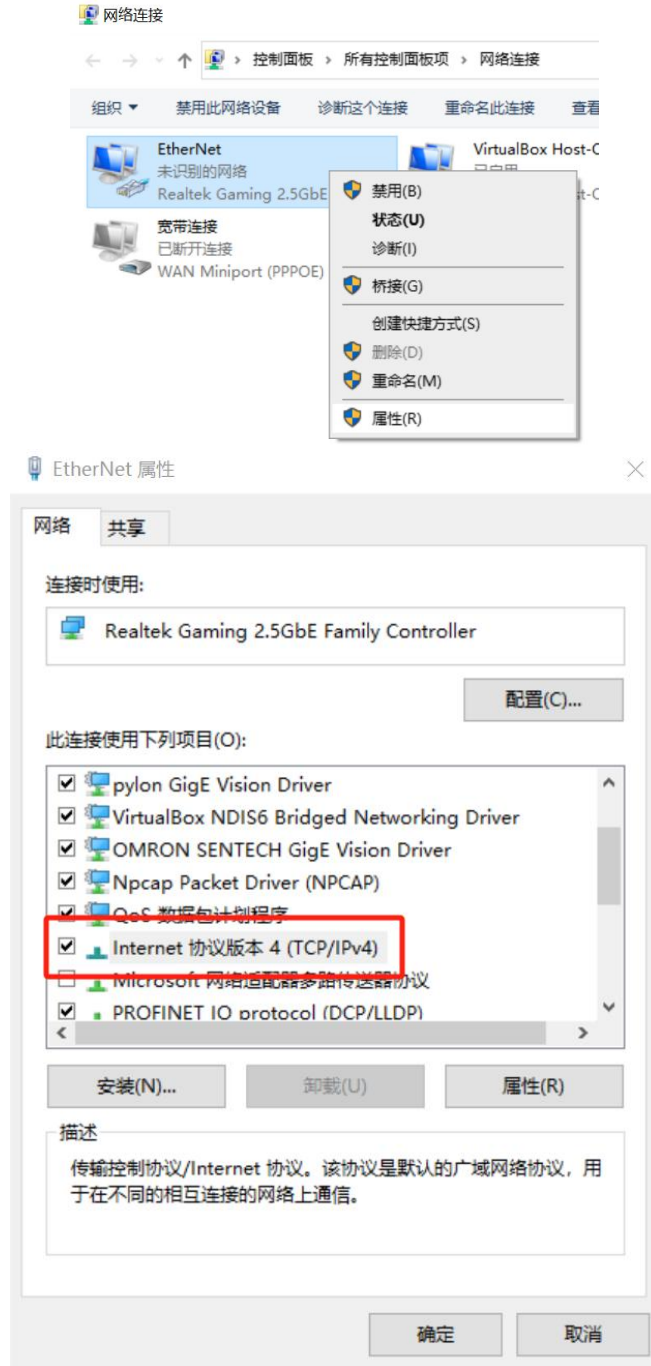 网络连接
控制面板 › 所有控制面板项 › 网络连接
组织 禁用此网络设备 诊断这个连接 重命名此连接 查看
EtherNet
未识别的网络
Realtek Gaming 2.5GbE
VirtualBox Host-C
宽带连接
已断开连接
WAN Miniport (PPPOE)
禁用(B)
状态(U)
诊断(I)
桥接(G)
创建快捷方式(S)
删除(D)
重命名(M)
属性(R)
EtherNet 属性
网络 共享
连接时使用:
Realtek Gaming 2.5GbE Family Controller
配置(C)...
此连接使用下列项目(O):
pylon GigE Vision Driver
VirtualBox NDIS6 Bridged Networking Driver
OMRON SENTECH GigE Vision Driver
Npcap Packet Driver (NPCAP)
QoS 数据包计划程序
Internet 协议版本 4 (TCP/IPv4)
Microsoft 网络适配器多路传送器协议
PROFINET IO protocol (DCP/LLDP)
安装(N)... 卸载(U) 属性(R)
描述
传输控制协议/Internet 协议。该协议是默认的广域网络协议，用
于在不同的相互连接的网络上通信。
确定 取消